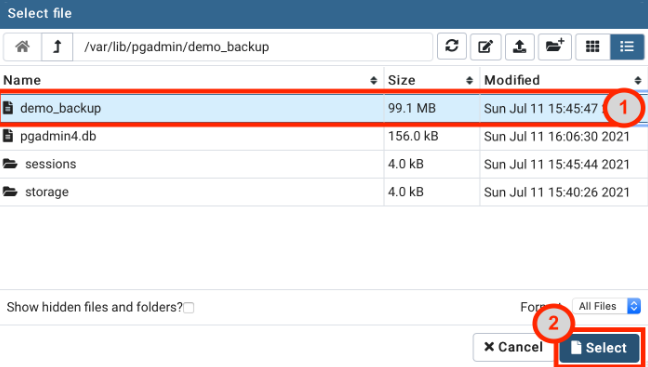 Select file
/var/lib/pgadmin/demo_backup
Name Size Modified
demo_backup 99.1 MB Sun Jul 11 15:45:47 1
pgadmin4.db 156.0 kB Sun Jul 11 16:06:30 2021
sessions 4.0 kB Sun Jul 11 15:45:44 2021
storage 4.0 kB Sun Jul 11 15:40:26 2021
Show hidden files and folders? All Files
2
Cancel Select